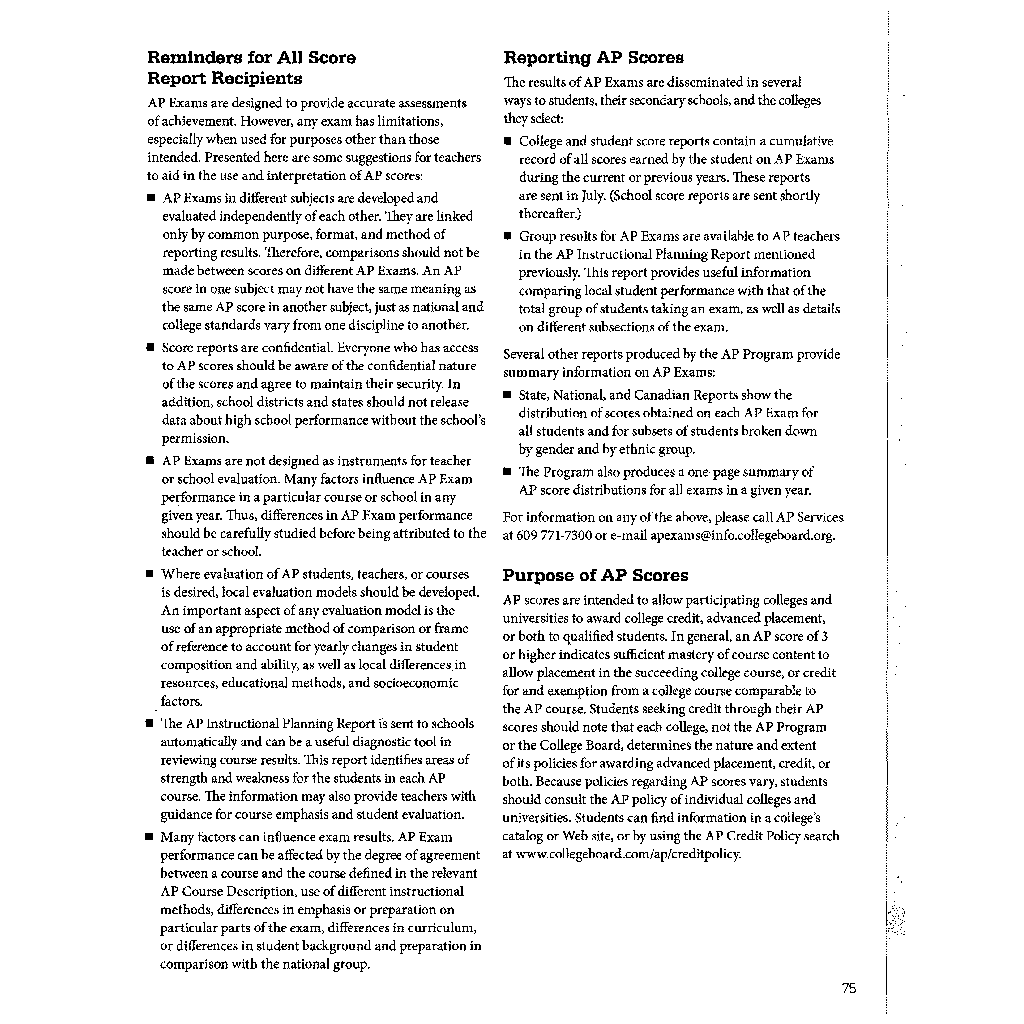 Reminders for All Score
Report Recipients
AP Exams are designed to provide accurate assessments
of achievement. However, any exam has limitations,
especially when used for purposes other than those
intended. Presented here are some suggestions for teachers
to aid in the use and interpretation of AP scores:
■ AP Exams in different subjects are developed and
evaluated independently of each other. They are linked
only by common purpose, format, and method of
reporting results. Therefore, comparisons should not be
made between scores on different AP Exams. An AP
score in one subject may not have the same meaning as
the same AP score in another subject, just as national and
college standards vary from one discipline to another.
■ Score reports are confidential. Everyone who has access
to AP scores should be aware of the confidential nature
of the scores and agree to maintain their security. In
addition, school districts and states should not release
data about high school performance without the school's
permission.
■ AP Exams are not designed as instruments for teacher
or school evaluation. Many factors influence AP Exam
performance in a particular course or school in any
given year. Thus, differences in AP Exam performance
should be carefully studied before being attributed to the
teacher or school.
■ Where evaluation of AP students, teachers, or courses
is desired, local evaluation models should be developed.
An important aspect of any evaluation model is the
use of an appropriate method of comparison or frame
of reference to account for yearly changes in student
composition and ability, as well as local differences in
resources, educational methods, and socioeconomic
factors.
■ The AP Instructional Planning Report is sent to schools
automatically and can be a useful diagnostic tool in
reviewing course results. This report identifies areas of
strength and weakness for the students in each AP
course. The information may also provide teachers with
guidance for course emphasis and student evaluation.
■ Many factors can influence exam results. AP Exam
performance can be affected by the degree of agreement
between a course and the course defined in the relevant
AP Course Description, use of different instructional
methods, differences in emphasis or preparation on
particular parts of the exam, differences in curriculum,
or differences in student background and preparation in
comparison with the national group.
Reporting AP Scores
The results of AP Exams are disseminated in several
ways to students, their secondary schools, and the colleges
they select:
■ College and student score reports contain a cumulative
record of all scores earned by the student on AP Exams
during the current or previous years. These reports
are sent in July. (School score reports are sent shortly
thereafter.)
■ Group results for AP Exams are available to AP teachers
in the AP Instructional Planning Report mentioned
previously. This report provides useful information
comparing local student performance with that of the
total group of students taking an exam, as well as details
on different subsections of the exam.
Several other reports produced by the AP Program provide
summary information on AP Exams:
■ State, National, and Canadian Reports show the
distribution of scores obtained on each AP Exam for
all students and for subsets of students broken down
by gender and by ethnic group.
■ The Program also produces a one-page summary of
AP score distributions for all exams in a given year.
For information on any of the above, please call AP Services
at 609 771-7300 or e-mail apexams@info.collegeboard.org.
Purpose of AP Scores
AP scores are intended to allow participating colleges and
universities to award college credit, advanced placement,
or both to qualified students. In general, an AP score of 3
or higher indicates sufficient mastery of course content to
allow placement in the succeeding college course, or credit
for and exemption from a college course comparable to
the AP course. Students seeking credit through their AP
scores should note that each college, not the AP Program
or the College Board, determines the nature and extent
of its policies for awarding advanced placement, credit, or
both. Because policies regarding AP scores vary, students
should consult the AP policy of individual colleges and
universities. Students can find information in a college's
catalog or Web site, or by using the AP Credit Policy search
at www.collegeboard.com/ap/creditpolicy.
75